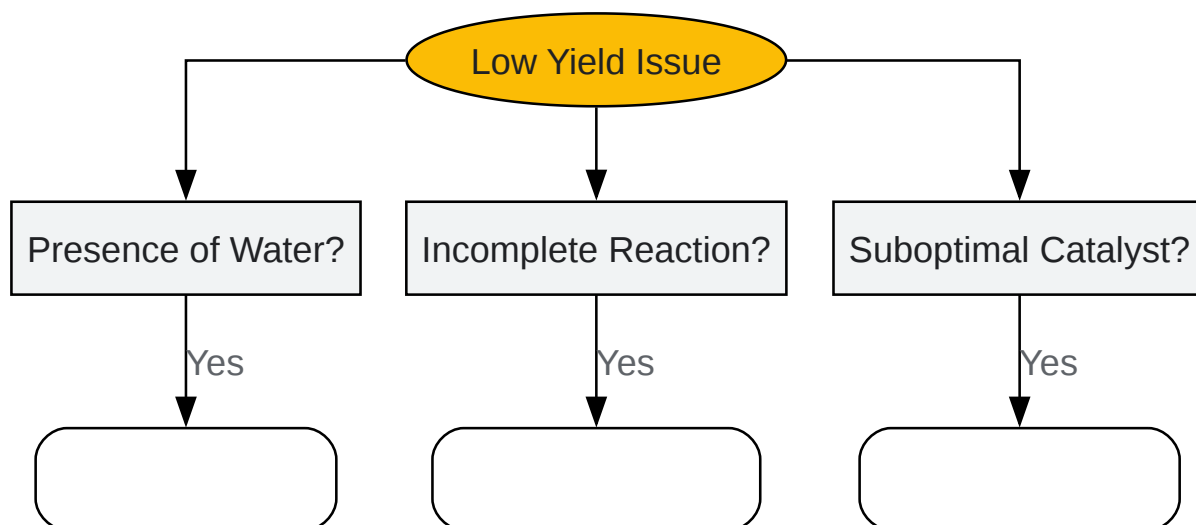 Low Yield Issue
Presence of Water?
Incomplete Reaction?
Suboptimal Catalyst?
Yes
Yes
Yes